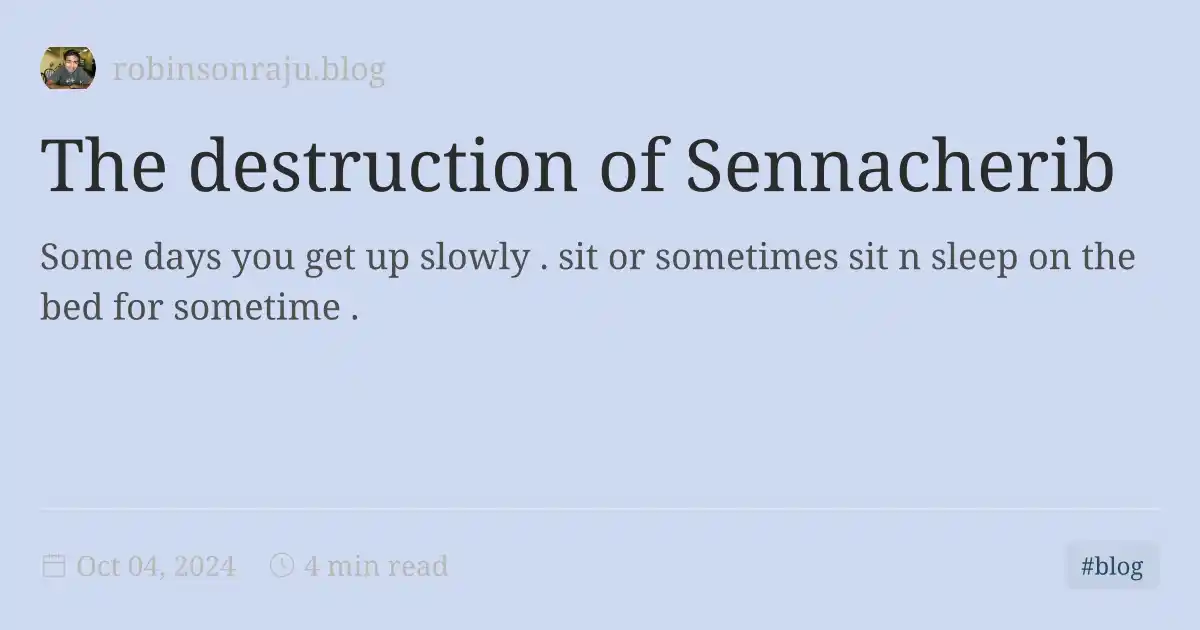 robinsonraju.blog
The destruction of Sennacherib
Some days you get up slowly . sit or sometimes sit n sleep on the
bed for sometime .
Oct 04, 2024 4 min read #blog